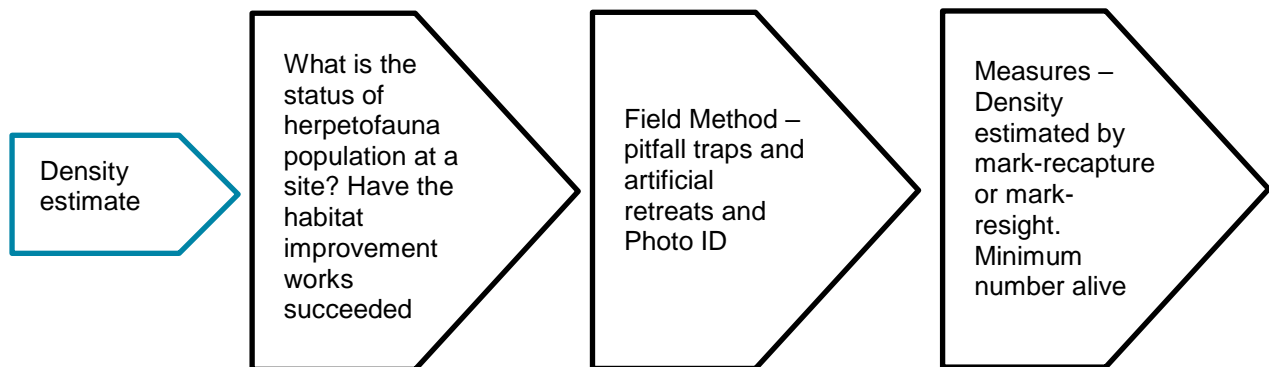 Density
estimate
What is the
status of
herpetofauna
population at a
site? Have the
habitat
improvement
works
succeeded
Field Method –
pitfall traps and
artificial
retreats and
Photo ID
Measures –
Density
estimated by
mark-recapture
or mark-
resight.
Minimum
number alive